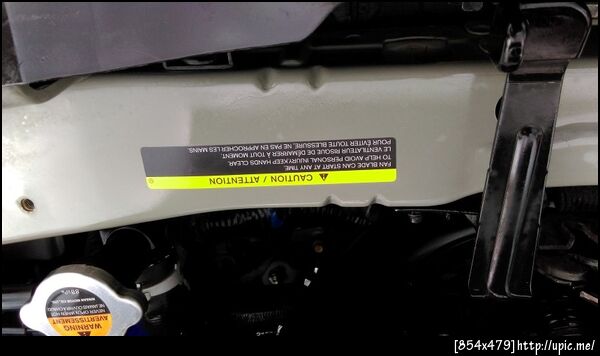 CAUTION / ATTENTION
FAN BLADE CAN START AT ANY TIME.
TO HELP AVOID PERSONAL INJURY,KEEP HANDS CLEAR.
LE VENTILATEUR RISQUE DE DÉMARRER À TOUT MOMENT.
POUR ÉVITER TOUTE BLESSURE, NE PAS EN APPROCHER LES MAINS.
WARNING
AVERTISSEMENT
[854x479]http://upic.me/